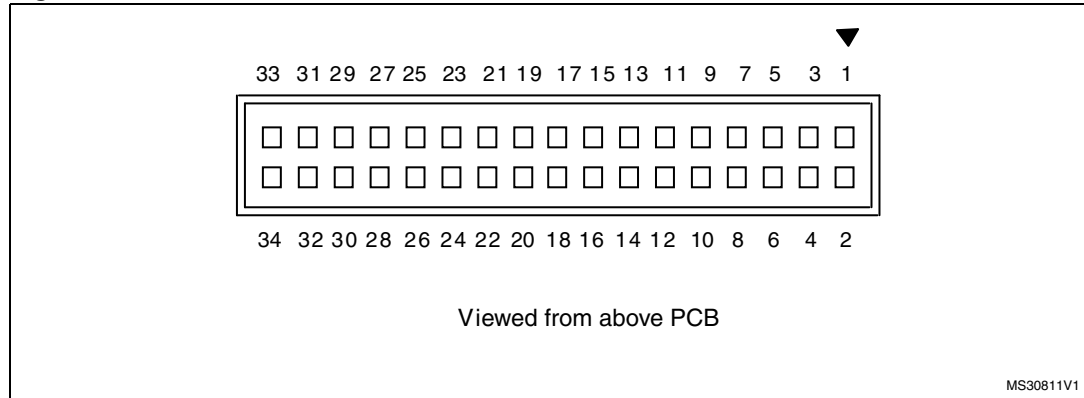 33 31 29 27 25 23 21 19 17 15 13 11 9 7 5 3 1
34 32 30 28 26 24 22 20 18 16 14 12 10 8 6 4 2
Viewed from above PCB
MS30811V1